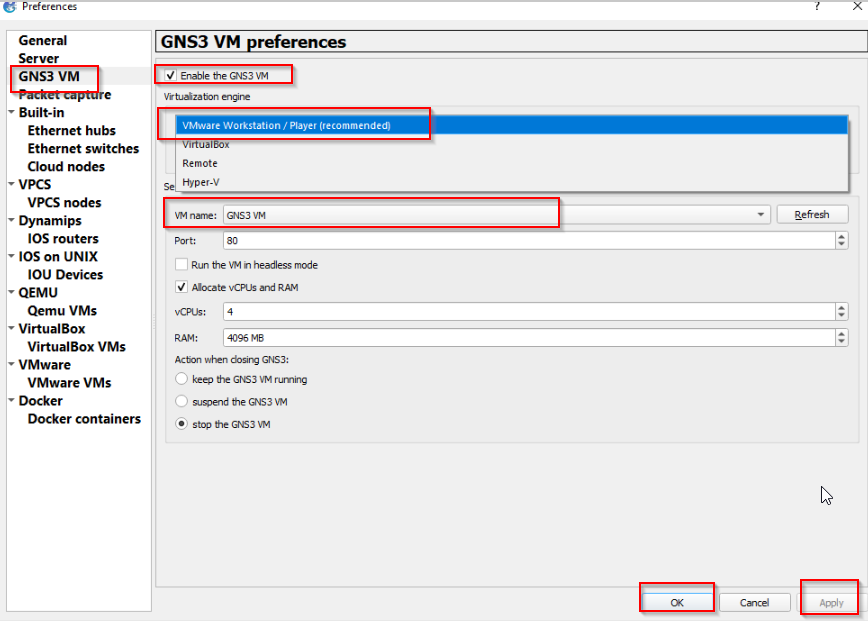 Preferences
?
General
Server
GNS3 VM
Packet capture
Built-in
Ethernet hubs
Ethernet switches
Cloud nodes
VPCS
VPCS nodes
Dynamips
IOS routers
IOS on UNIX
IOU Devices
QEMU
Qemu VMs
VirtualBox
VirtualBox VMs
VMware
VMware VMs
Docker
Docker containers
GNS3 VM preferences
Enable the GNS3 VM
Virtualization engine
VMware Workstation / Player (recommended)
VirtualBox
Remote
Hyper-V
Se
VM name: GNS3 VM Refresh
Port: 80
Run the VM in headless mode
Allocate vCPUs and RAM
vCPUs: 4
RAM: 4096 MB
Action when closing GNS3:
keep the GNS3 VM running
suspend the GNS3 VM
stop the GNS3 VM
OK Cancel Apply